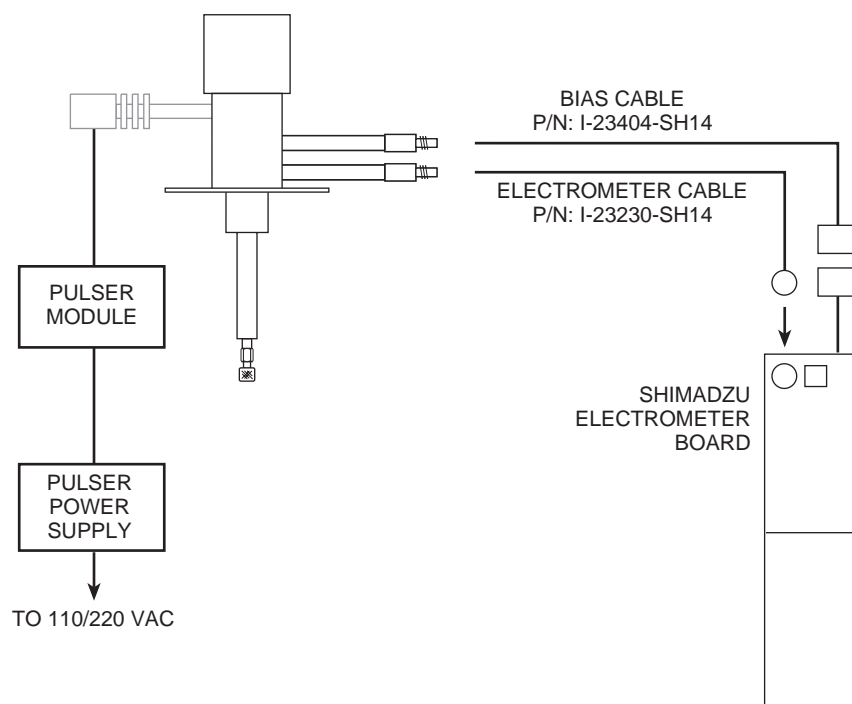 BIAS CABLE
P/N: I-23404-SH14
ELECTROMETER CABLE
P/N: I-23230-SH14
PULSER
MODULE
SHIMADZU
ELECTROMETER
BOARD
PULSER
POWER
SUPPLY
TO 110/220 VAC